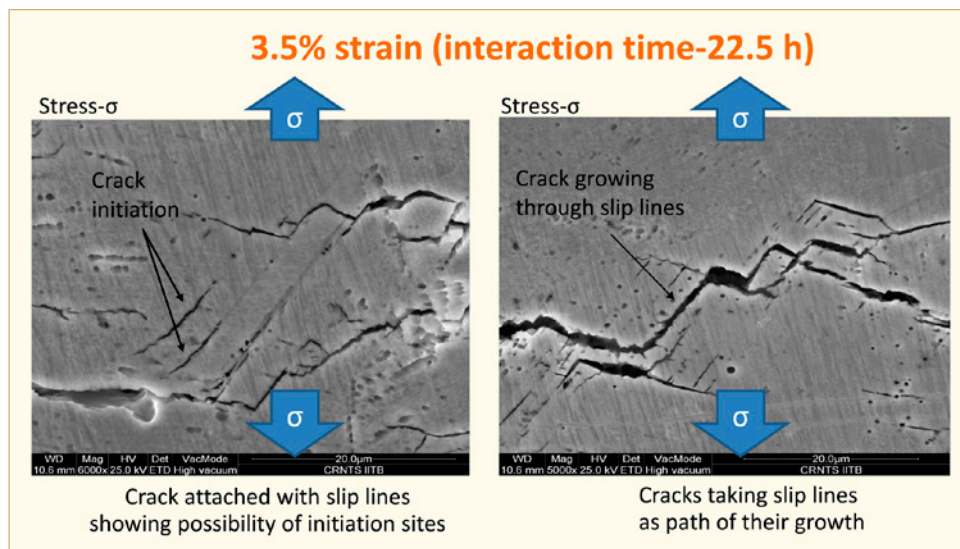 3.5% strain (interaction time-22.5 h)
Stress-σ
σ
Crack
initiation
σ
WD Mag HV Det VacMode 20.0µm
10.6 mm 6000x 25.0 kV ETD High vacuum CRNTS IITB
Crack attached with slip lines
showing possibility of initiation sites
Stress-σ
σ
Crack growing
through slip lines
σ
WD Mag HV Det VacMode 20.0µm
10.6 mm 5000x 25.0 kV ETD High vacuum CRNTS IITB
Cracks taking slip lines
as path of their growth